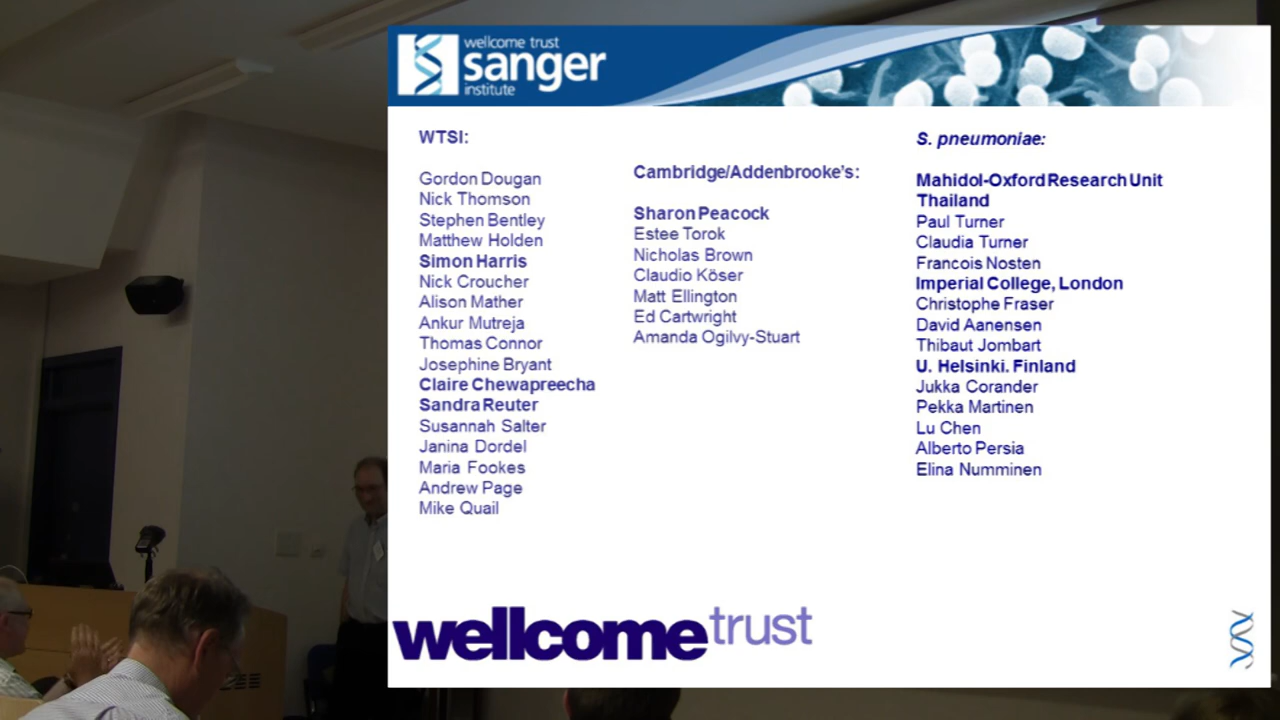 wellcome trust
sanger
institute
WTSI:
Gordon Dougan
Nick Thomson
Stephen Bentley
Matthew Holden
Simon Harris
Nick Croucher
Alison Mather
Ankur Mutreja
Thomas Connor
Josephine Bryant
Claire Chewapreecha
Sandra Reuter
Susannah Salter
Janina Dordel
Maria Fookes
Andrew Page
Mike Quail
Cambridge/Addenbrooke's:
Sharon Peacock
Estee Torok
Nicholas Brown
Claudio Köser
Matt Ellington
Ed Cartwright
Amanda Ogilvy-Stuart
S. pneumoniae:
Mahidol-Oxford Research Unit
Thailand
Paul Turner
Claudia Turner
Francois Nosten
Imperial College, London
Christophe Fraser
David Aanensen
Thibaut Jombart
U. Helsinki. Finland
Jukka Corander
Pekka Martinen
Lu Chen
Alberto Persia
Elina Numminen
wellcome trust